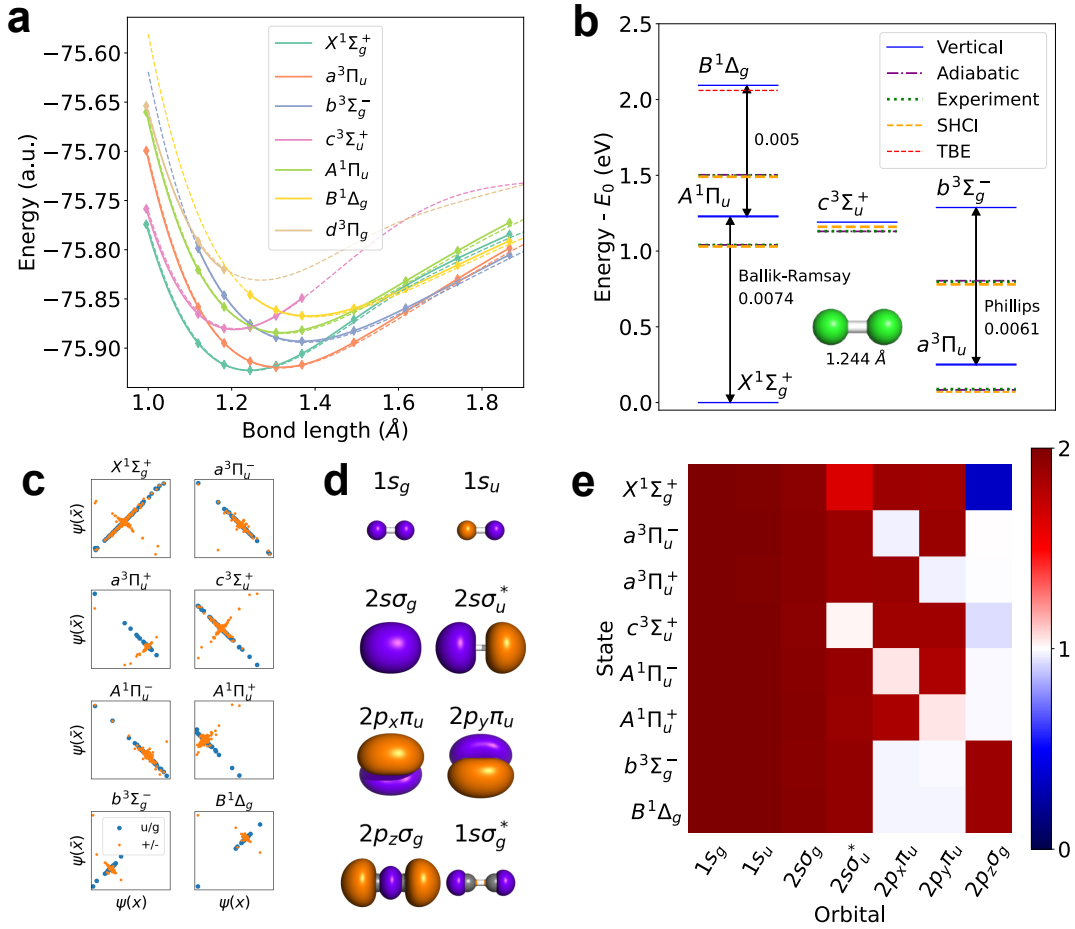 a
Energy (a.u.)
−75.60
−75.65
−75.70
−75.75
−75.80
−75.85
−75.90
1.0
1.2
1.4
1.6
1.8
Bond length (Å)
X¹Σg⁺
a³Πu
b³Σg⁻
c³Σu⁺
A¹Πu
B¹Δg
d³Πg
b
Energy - E₀ (eV)
2.5
2.0
1.5
1.0
0.5
0.0
Vertical
Adiabatic
Experiment
SHCI
TBE
B¹Δg
0.005
A¹Πu
Ballik-Ramsay
0.0074
X¹Σg⁺
c³Σu⁺
1.244 Å
b³Σg⁻
Phillips
0.0061
a³Πu
c
X¹Σg⁺
a³Πu⁻
ψ(x̄)
a³Πu⁺
c³Σu⁺
ψ(x̄)
A¹Πu⁻
A¹Πu⁺
ψ(x̄)
b³Σg⁻
B¹Δg
ψ(x̄)
u/g
+/-
ψ(x)
ψ(x)
d
1sg
1su
2sσg
2sσu*
2pxπu
2pyπu
2pzσg
1sσg*
e
State
X¹Σg⁺
a³Πu⁻
a³Πu⁺
c³Σu⁺
A¹Πu⁻
A¹Πu⁺
b³Σg⁻
B¹Δg
1sg
1su
2sσg
2sσu*
2pxπu
2pyπu
2pzσg
Orbital
2
1
0